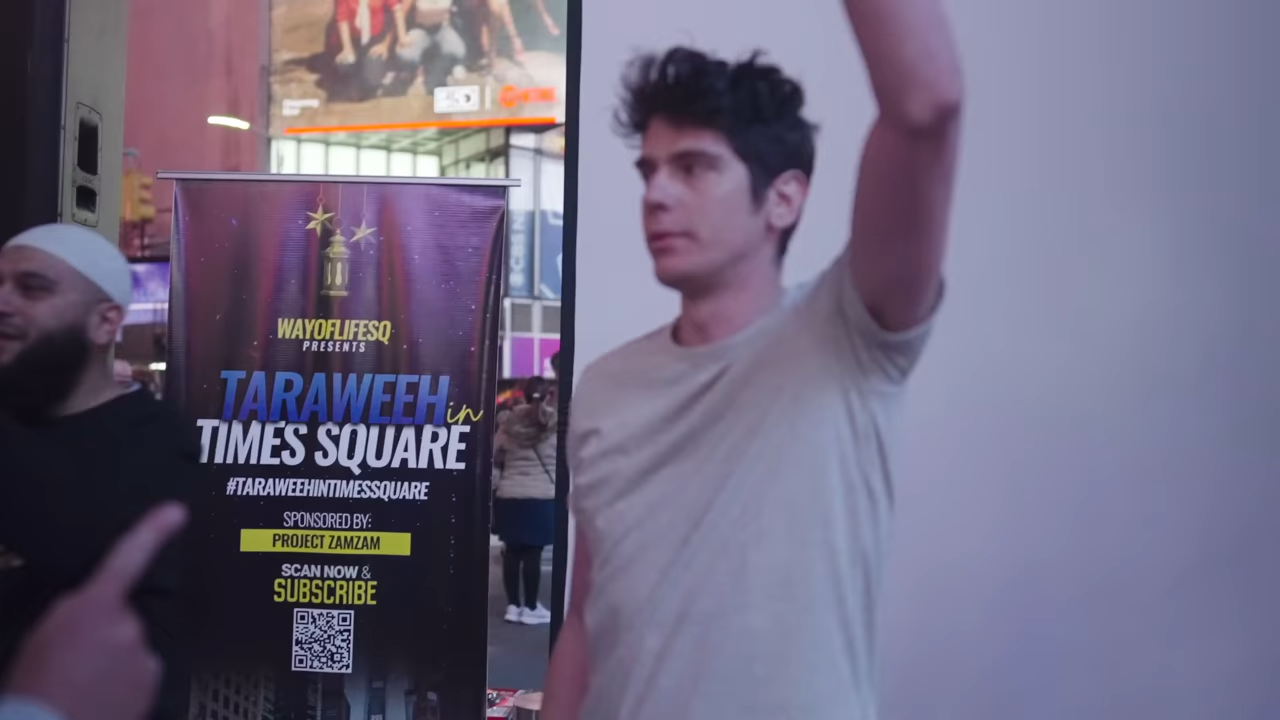 WAYOFLIFESQ
PRESENTS
TARAWEEH in
TIMES SQUARE
#TARAWEEHINTIMESSQUARE
SPONSORED BY:
PROJECT ZAMZAM
SCAN NOW &
SUBSCRIBE